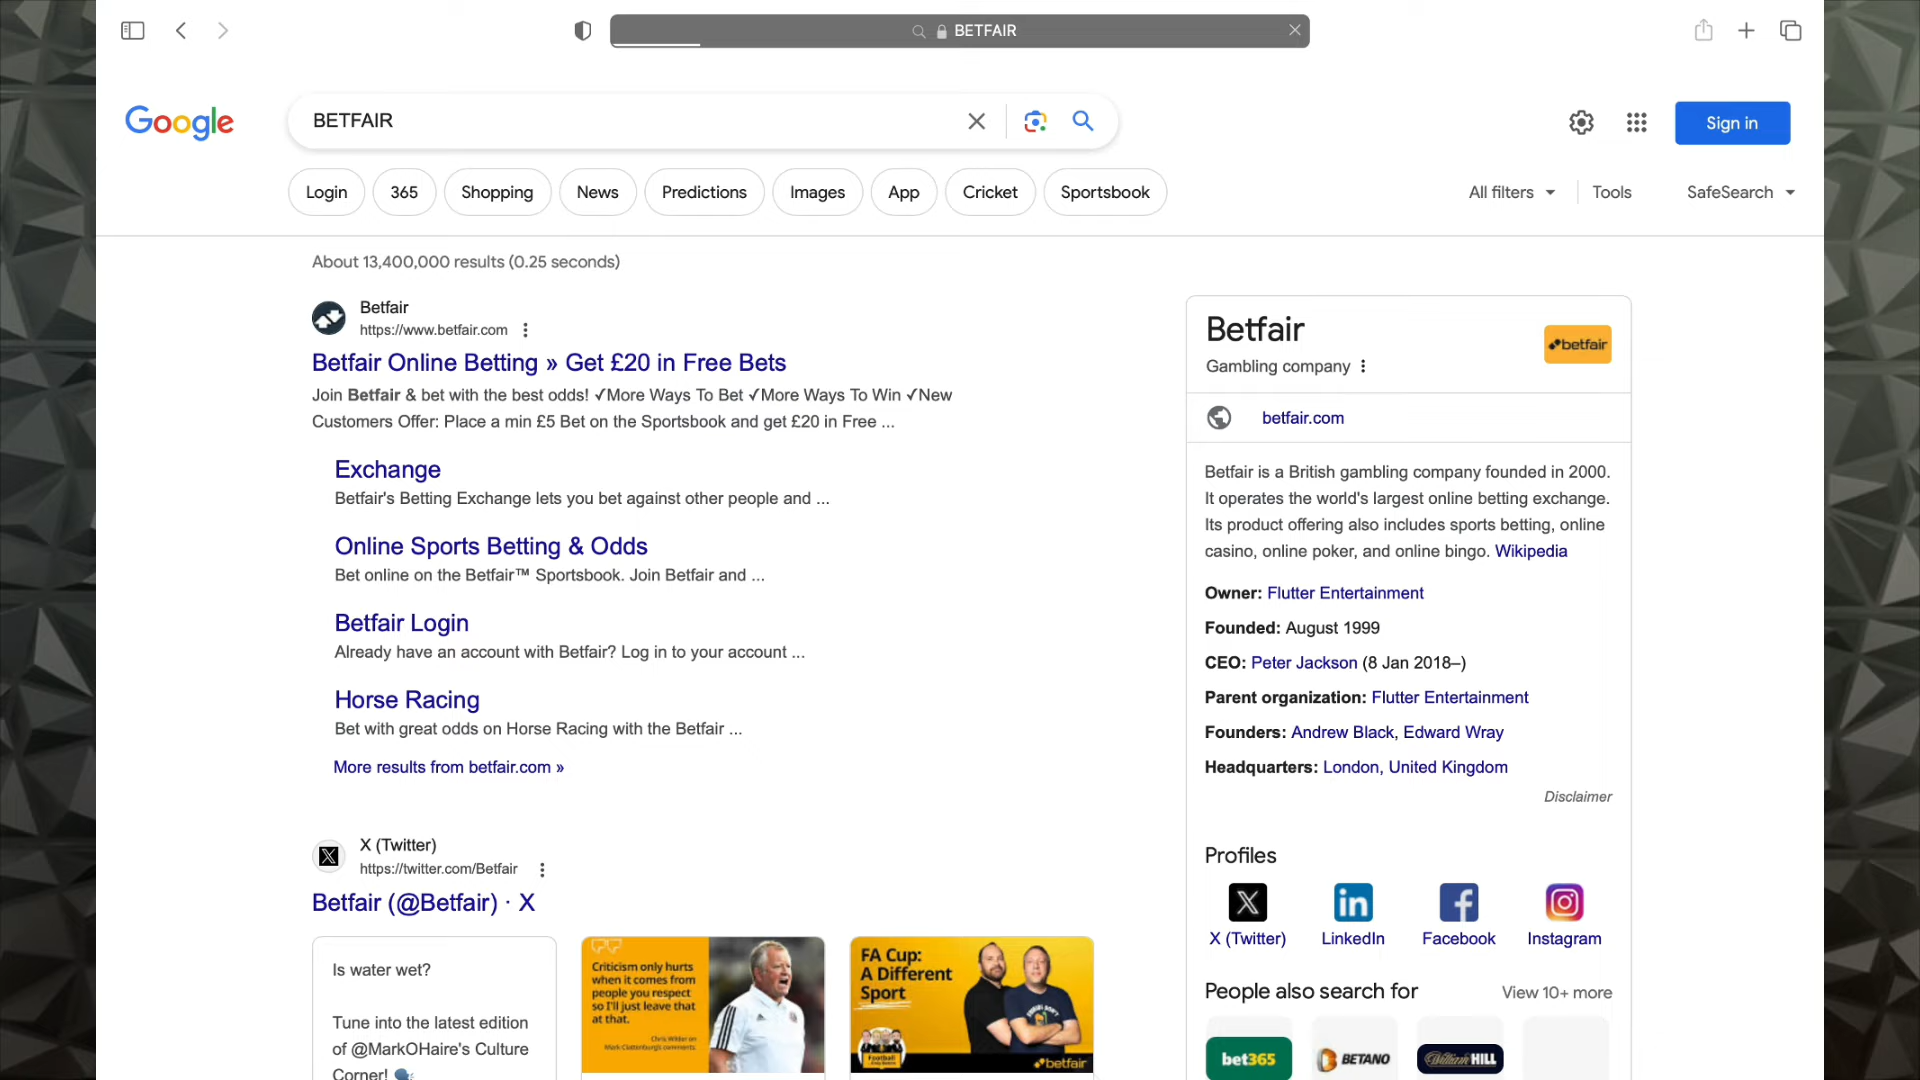 BETFAIR
Google
BETFAIR
Sign in
Login
365
Shopping
News
Predictions
Images
App
Cricket
Sportsbook
All filters
Tools
SafeSearch
About 13,400,000 results (0.25 seconds)
Betfair
https://www.betfair.com
Betfair Online Betting » Get £20 in Free Bets
Join Betfair & bet with the best odds! ✓More Ways To Bet ✓More Ways To Win ✓New
Customers Offer: Place a min £5 Bet on the Sportsbook and get £20 in Free ...
Exchange
Betfair's Betting Exchange lets you bet against other people and ...
Online Sports Betting & Odds
Bet online on the Betfair™ Sportsbook. Join Betfair and ...
Betfair Login
Already have an account with Betfair? Log in to your account ...
Horse Racing
Bet with great odds on Horse Racing with the Betfair ...
More results from betfair.com »
X (Twitter)
https://twitter.com/Betfair
Betfair (@Betfair) · X
Is water wet?
Tune into the latest edition
of @MarkOHaire's Culture
Corner!
Criticism only hurts
when it comes from
people you respect
so I'll just leave that
at that.
Chris Wilder on
Mark Clattenburg's comments
FA Cup:
A Different
Sport
Football
betfair
Betfair
Gambling company
betfair
betfair.com
Betfair is a British gambling company founded in 2000.
It operates the world's largest online betting exchange.
Its product offering also includes sports betting, online
casino, online poker, and online bingo. Wikipedia
Owner: Flutter Entertainment
Founded: August 1999
CEO: Peter Jackson (8 Jan 2018–)
Parent organization: Flutter Entertainment
Founders: Andrew Black, Edward Wray
Headquarters: London, United Kingdom
Disclaimer
Profiles
X (Twitter)
LinkedIn
Facebook
Instagram
People also search for
View 10+ more
bet365
BETANO
William HILL